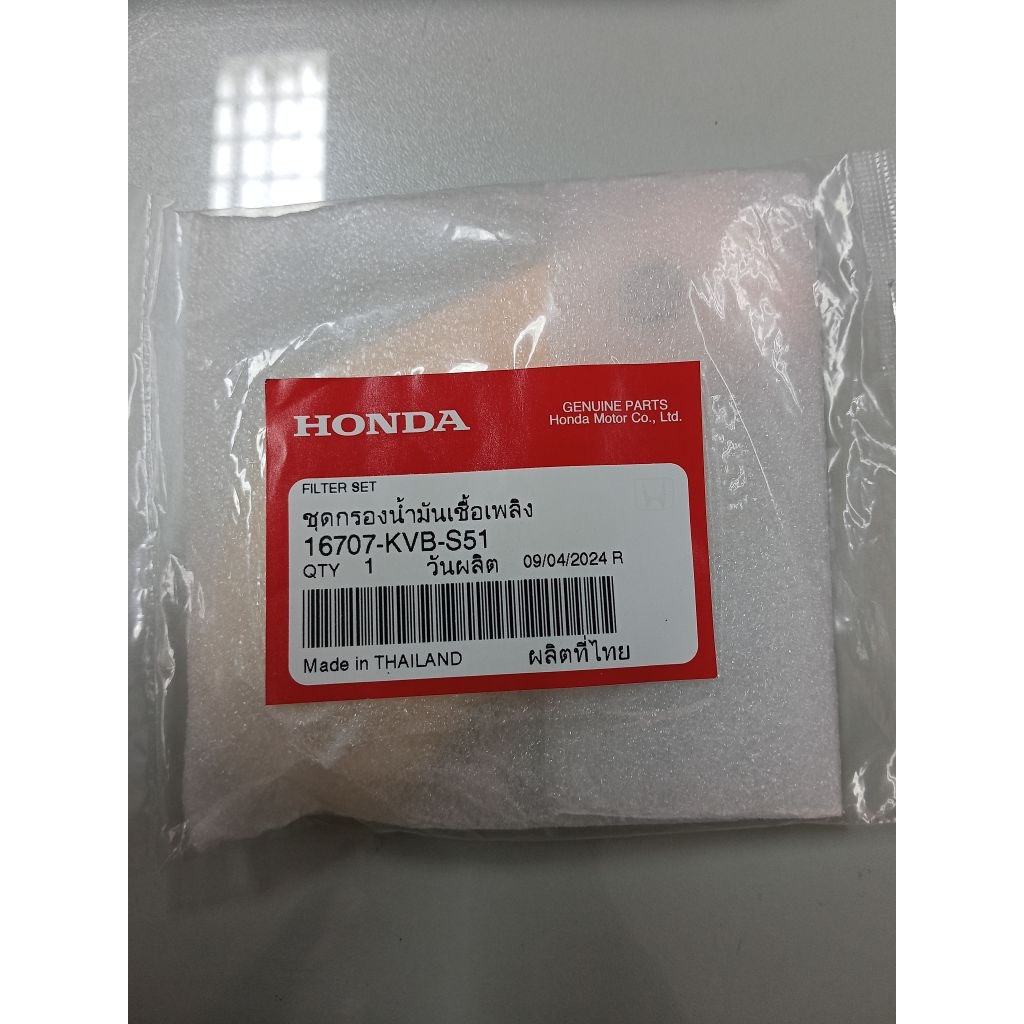 HONDA
GENUINE PARTS
Honda Motor Co., Ltd.
FILTER SET
ชุดกรองน้ำมันเชื้อเพลิง
16707-KVB-S51
QTY 1 วันผลิต 09/04/2024 R
Made in THAILAND ผลิตที่ไทย